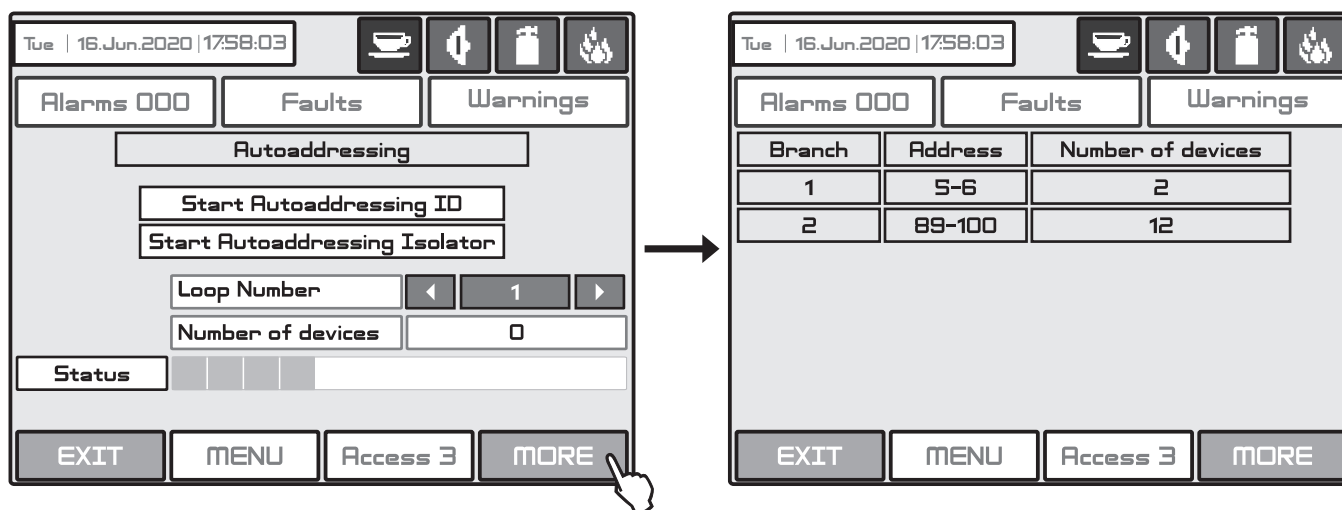 Tue | 16.Jun.2020 | 17:58:03
Alarms 000 Faults Warnings
Autoaddressing
Start Autoaddressing ID
Start Autoaddressing Isolator
Loop Number 1
Number of devices 0
Status
EXIT MENU Access 3 MORE
Tue | 16.Jun.2020 | 17:58:03
Alarms 000 Faults Warnings
Branch Address Number of devices
1 5-6 2
2 89-100 12
EXIT MENU Access 3 MORE